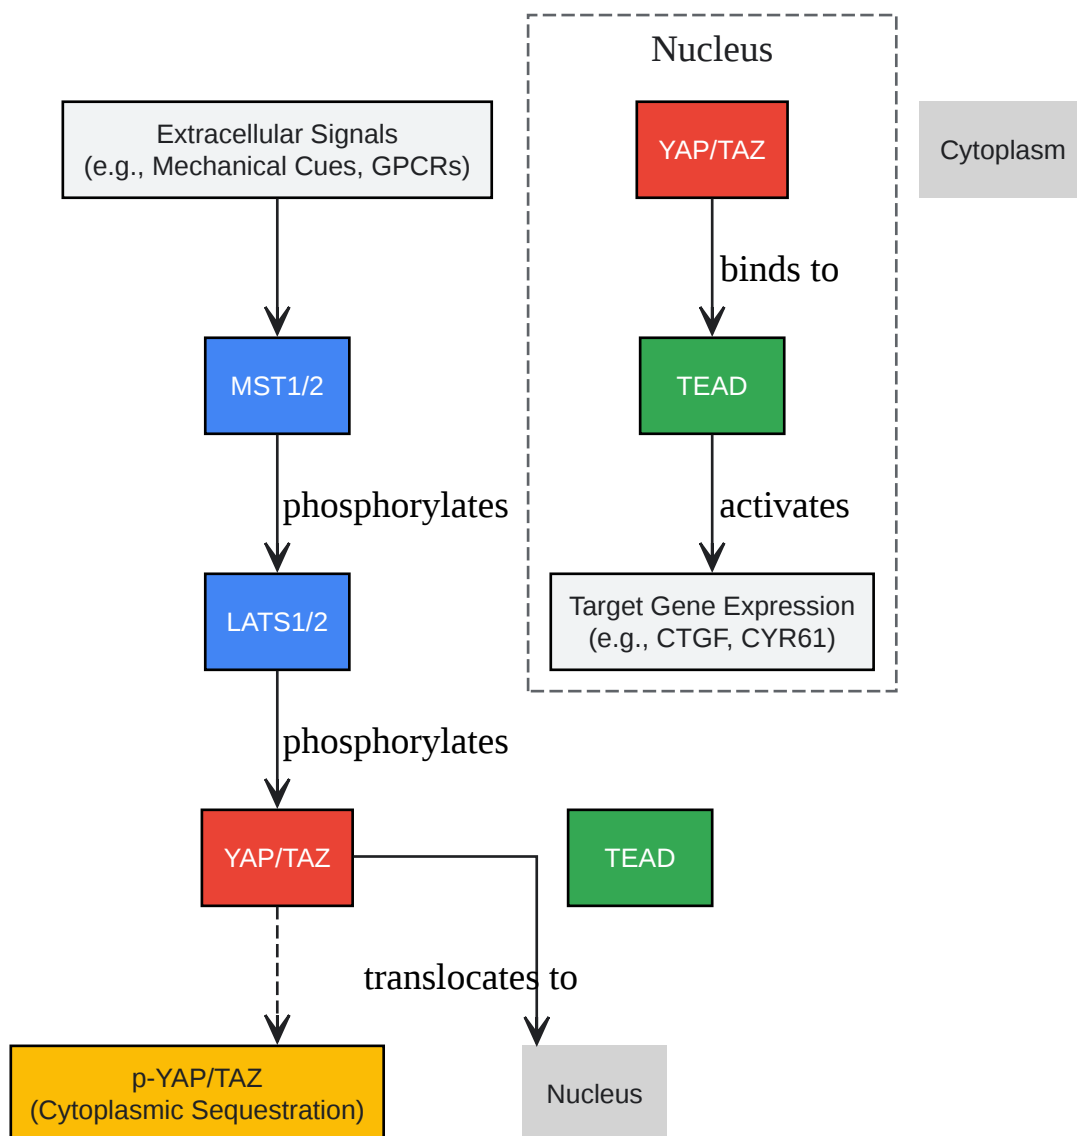 Nucleus
Extracellular Signals
(e.g., Mechanical Cues, GPCRs)
YAP/TAZ
Cytoplasm
binds to
MST1/2
TEAD
phosphorylates
activates
LATS1/2
Target Gene Expression
(e.g., CTGF, CYR61)
phosphorylates
YAP/TAZ
TEAD
translocates to
p-YAP/TAZ
(Cytoplasmic Sequestration)
Nucleus